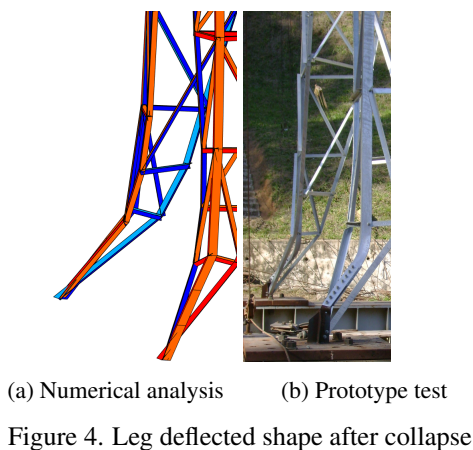 (a) Numerical analysis
(b) Prototype test
Figure 4. Leg deflected shape after collapse